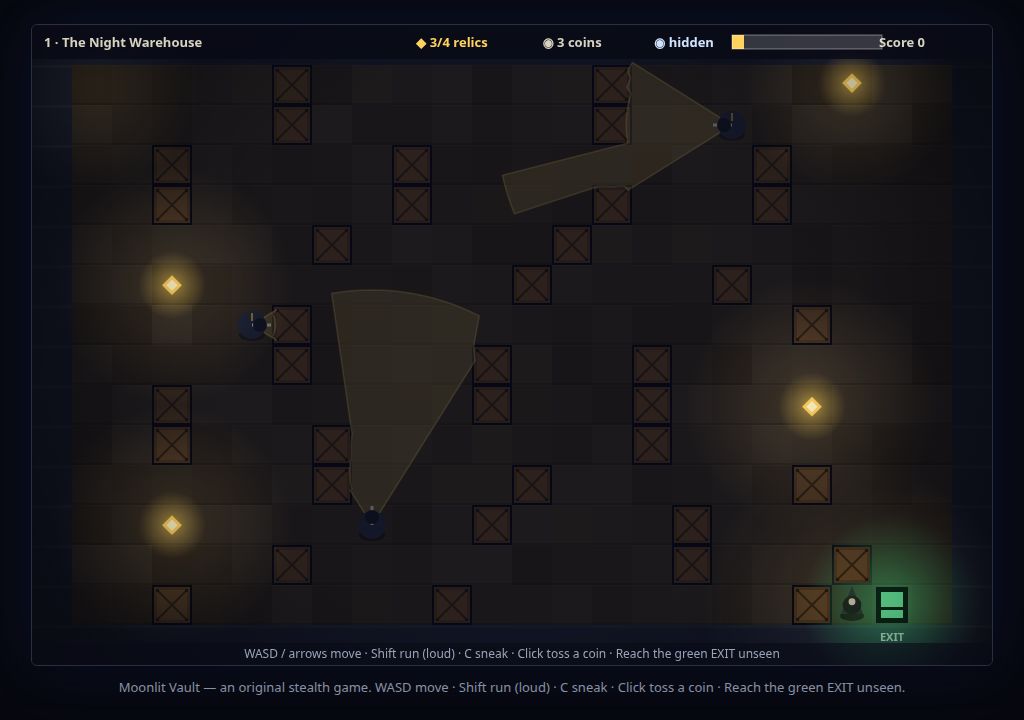 1 · The Night Warehouse
◆ 3/4 relics
◉ 3 coins
◉ hidden
Score 0
EXIT
WASD / arrows move · Shift run (loud) · C sneak · Click toss a coin · Reach the green EXIT unseen
Moonlit Vault — an original stealth game. WASD move · Shift run (loud) · C sneak · Click toss a coin · Reach the green EXIT unseen.